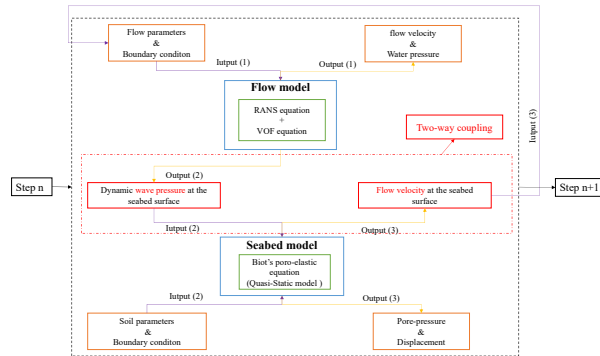 Flow parameters
&
Boundary conditon
flow velocity
&
Water pressure
Iutput (1)
Output (1)
Flow model
RANS equation
+
VOF equation
Iutput (3)
Two-way coupling
Output (2)
Step n
Dynamic wave pressure at the
seabed surface
Flow velocity at the seabed
surface
Step n+1
Iutput (2)
Output (3)
Seabed model
Biot's poro-elastic
equation
(Quasi-Static model )
Iutput (2)
Output (3)
Soil parameters
&
Boundary conditon
Pore-pressure
&
Displacement